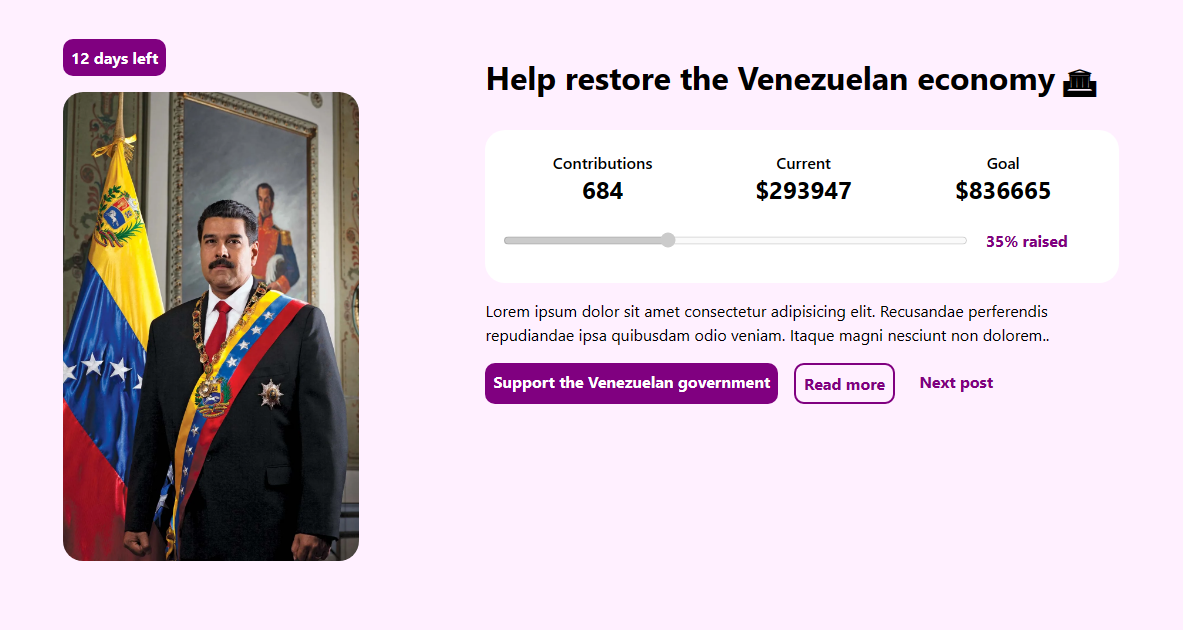 12 days left
Help restore the Venezuelan economy
Contributions
684
Current
$293947
Goal
$836665
35% raised
Lorem ipsum dolor sit amet consectetur adipisicing elit. Recusandae perferendis
repudiandae ipsa quibusdam odio veniam. Itaque magni nesciunt non dolorem..
Support the Venezuelan government
Read more
Next post